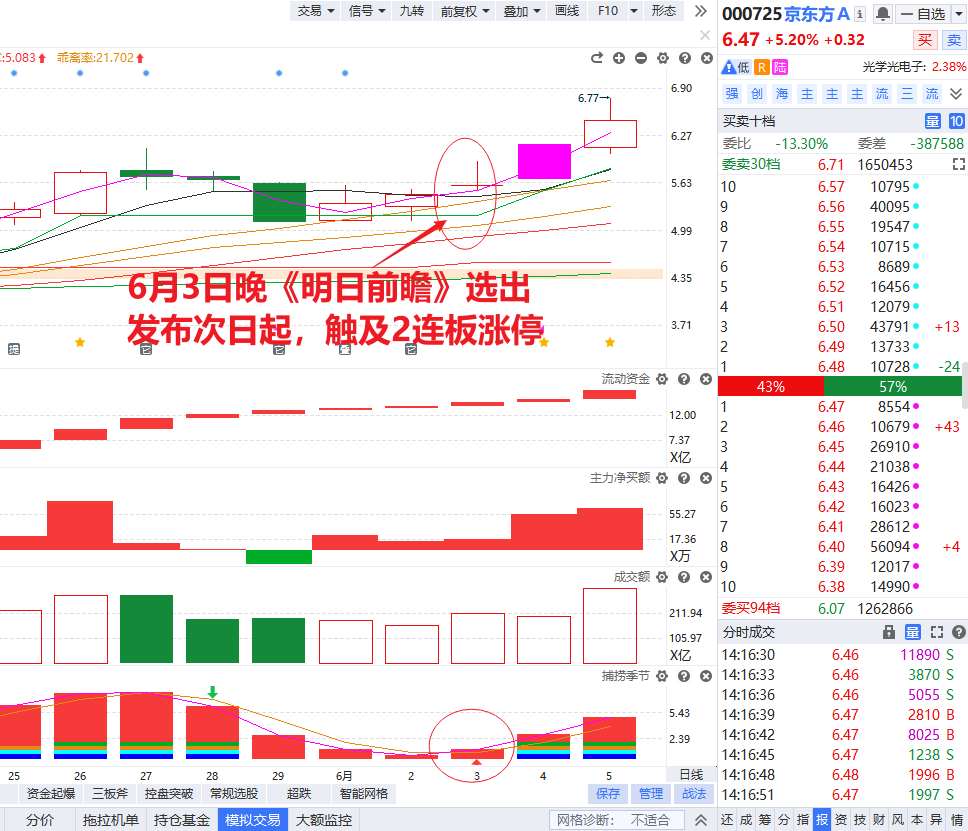 交易 信号 九转 前复权 叠加 画线 F10 形态
:5.083 乖离率:21.702
6.77
6月3日晚《明日前瞻》选出
发布次日起，触及2连板涨停
6.90
6.27
5.63
4.99
4.35
3.71
流动资金
12.00
7.37
X亿
主力净买额
55.27
17.36
X万
成交额
211.94
105.97
X亿
捕捞季节
5.43
2.39
25 26 27 28 29 6月 2 3 4 5 日线
资金起爆 三板斧 控盘突破 常规选股 超跌 智能网格 保存 管理 战法
分价 拖拉机单 持仓基金 模拟交易 大额监控 网格诊断： 不适合
000725京东方A 自选
6.47 +5.20% +0.32 买 卖
低 R 陆 光学光电子: 2.38%
强 创 海 主 主 主 流 三 流
买卖十档 量 10
委比 -13.30% 委差 -387588
委卖30档 6.71 1650453
10 6.57 10795
9 6.56 40095
8 6.55 19547
7 6.54 10715
6 6.53 8689
5 6.52 16456
4 6.51 12079
3 6.50 43791 +13
2 6.49 13733
1 6.48 10728 -24
43% 57%
1 6.47 8554
2 6.46 10679 +43
3 6.45 26910
4 6.44 21038
5 6.43 16426
6 6.42 16023
7 6.41 28612
8 6.40 56094 +4
9 6.39 12017
10 6.38 14990
委买94档 6.07 1262866
分时成交 量
14:16:30 6.46 11890 S
14:16:33 6.46 3870 S
14:16:36 6.46 5055 S
14:16:39 6.47 2810 B
14:16:42 6.47 8025 B
14:16:45 6.47 1238 S
14:16:48 6.48 1996 B
14:16:51 6.47 1997 S
还 成 筹 分 指 报 资 技 财 风 本 异 情